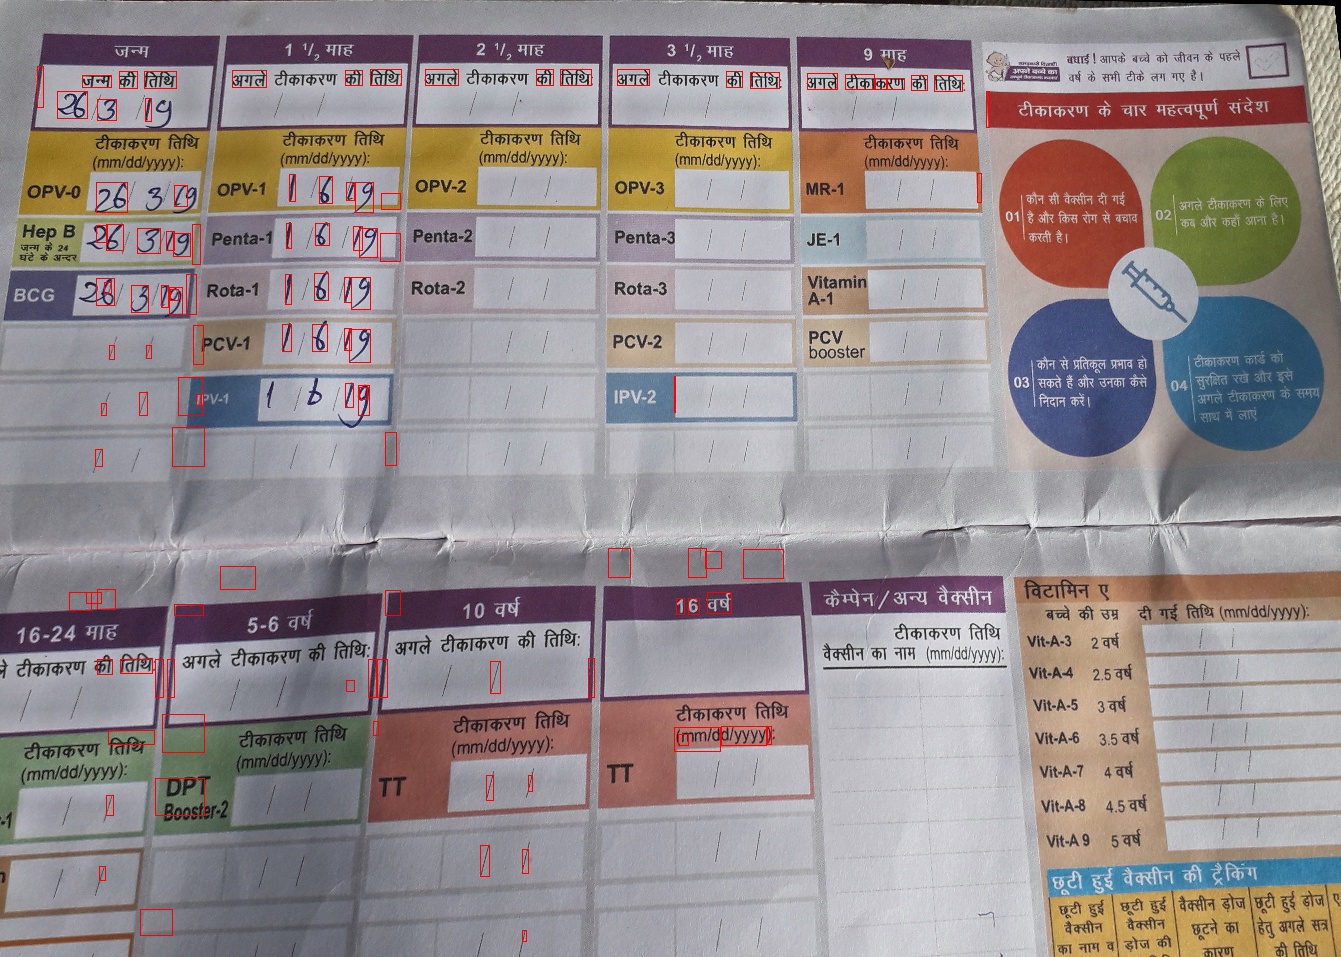 जन्म
जन्म की तिथि
26/3/19
टीकाकरण तिथि
(mm/dd/yyyy):
OPV-0 26/3/19
Hep B 26/3/19
जन्म के 24
घंटे के अन्दर
BCG 26/3/19
1 1/2 माह
अगले टीकाकरण की तिथि:
/ /
टीकाकरण तिथि
(mm/dd/yyyy):
OPV-1 1/6/19
Penta-1 1/6/19
Rota-1 1/6/19
PCV-1 1/6/19
IPV-1 1 6 19
2 1/2 माह
अगले टीकाकरण की तिथि:
/ /
टीकाकरण तिथि
(mm/dd/yyyy):
OPV-2 / /
Penta-2 / /
Rota-2 / /
3 1/2 माह
अगले टीकाकरण की तिथि:
/ /
टीकाकरण तिथि
(mm/dd/yyyy):
OPV-3 / /
Penta-3 / /
Rota-3 / /
PCV-2 / /
IPV-2 / /
9 माह
अगले टीकाकरण की तिथि:
/ /
टीकाकरण तिथि
(mm/dd/yyyy):
MR-1 / /
JE-1 / /
Vitamin
A-1 / /
PCV
booster / /
बधाई! आपके बच्चे को जीवन के पहले
वर्ष के सभी टीके लग गए है।
टीकाकरण के चार महत्वपूर्ण संदेश
01
कौन सी वैक्सीन दी गई
है और किस रोग से बचाव
करती है।
02
अगले टीकाकरण के लिए
कब और कहाँ आना है।
03
कौन से प्रतिकूल प्रभाव हो
सकते हैं और उनका कैसे
निदान करें।
04
टीकाकरण कार्ड को
सुरक्षित रखे और इसे
अगले टीकाकरण के समय
साथ में लाएं
16-24 माह
टीकाकरण की तिथि:
/ /
टीकाकरण तिथि
(mm/dd/yyyy):
5-6 वर्ष
अगले टीकाकरण की तिथि:
/ /
टीकाकरण तिथि
(mm/dd/yyyy):
DPT
Booster-2 / /
10 वर्ष
अगले टीकाकरण की तिथि:
/ /
टीकाकरण तिथि
(mm/dd/yyyy):
TT / /
16 वर्ष
टीकाकरण तिथि
(mm/dd/yyyy):
TT / /
कैम्पेन/अन्य वैक्सीन
टीकाकरण तिथि
वैक्सीन का नाम (mm/dd/yyyy):
विटामिन ए
बच्चे की उम्र दी गई तिथि (mm/dd/yyyy):
Vit-A-3 2 वर्ष
Vit-A-4 2.5 वर्ष
Vit-A-5 3 वर्ष
Vit-A-6 3.5 वर्ष
Vit-A-7 4 वर्ष
Vit-A-8 4.5 वर्ष
Vit-A 9 5 वर्ष
छूटी हुई वैक्सीन की ट्रैकिंग
छूटी हुई
वैक्सीन
का नाम व
छूटी हुई
वैक्सीन
डोज की
वैक्सीन डोज
छूटने का
कारण
छूटी हुई डोज
हेतु अगले सत्र
की तिथि